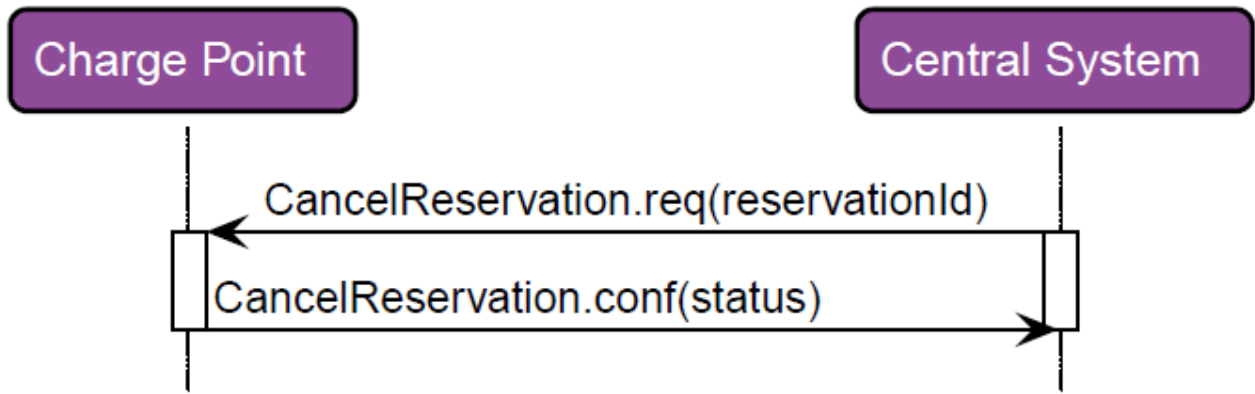 Charge Point
Central System
CancelReservation.req(reservationId)
CancelReservation.conf(status)